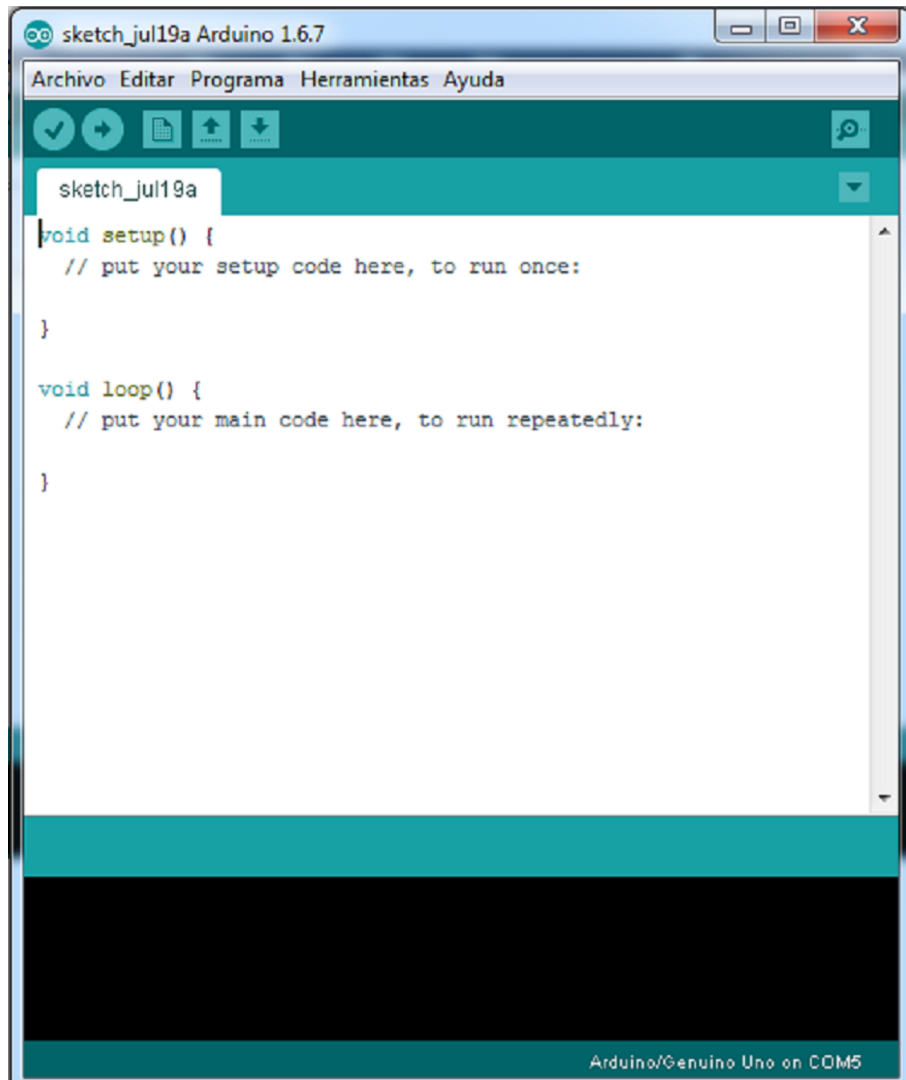 sketch_jul19a Arduino 1.6.7
Archivo Editar Programa Herramientas Ayuda
sketch_jul19a
void setup() {
  // put your setup code here, to run once:
}
void loop() {
  // put your main code here, to run repeatedly:
}
Arduino/Genuino Uno on COM5